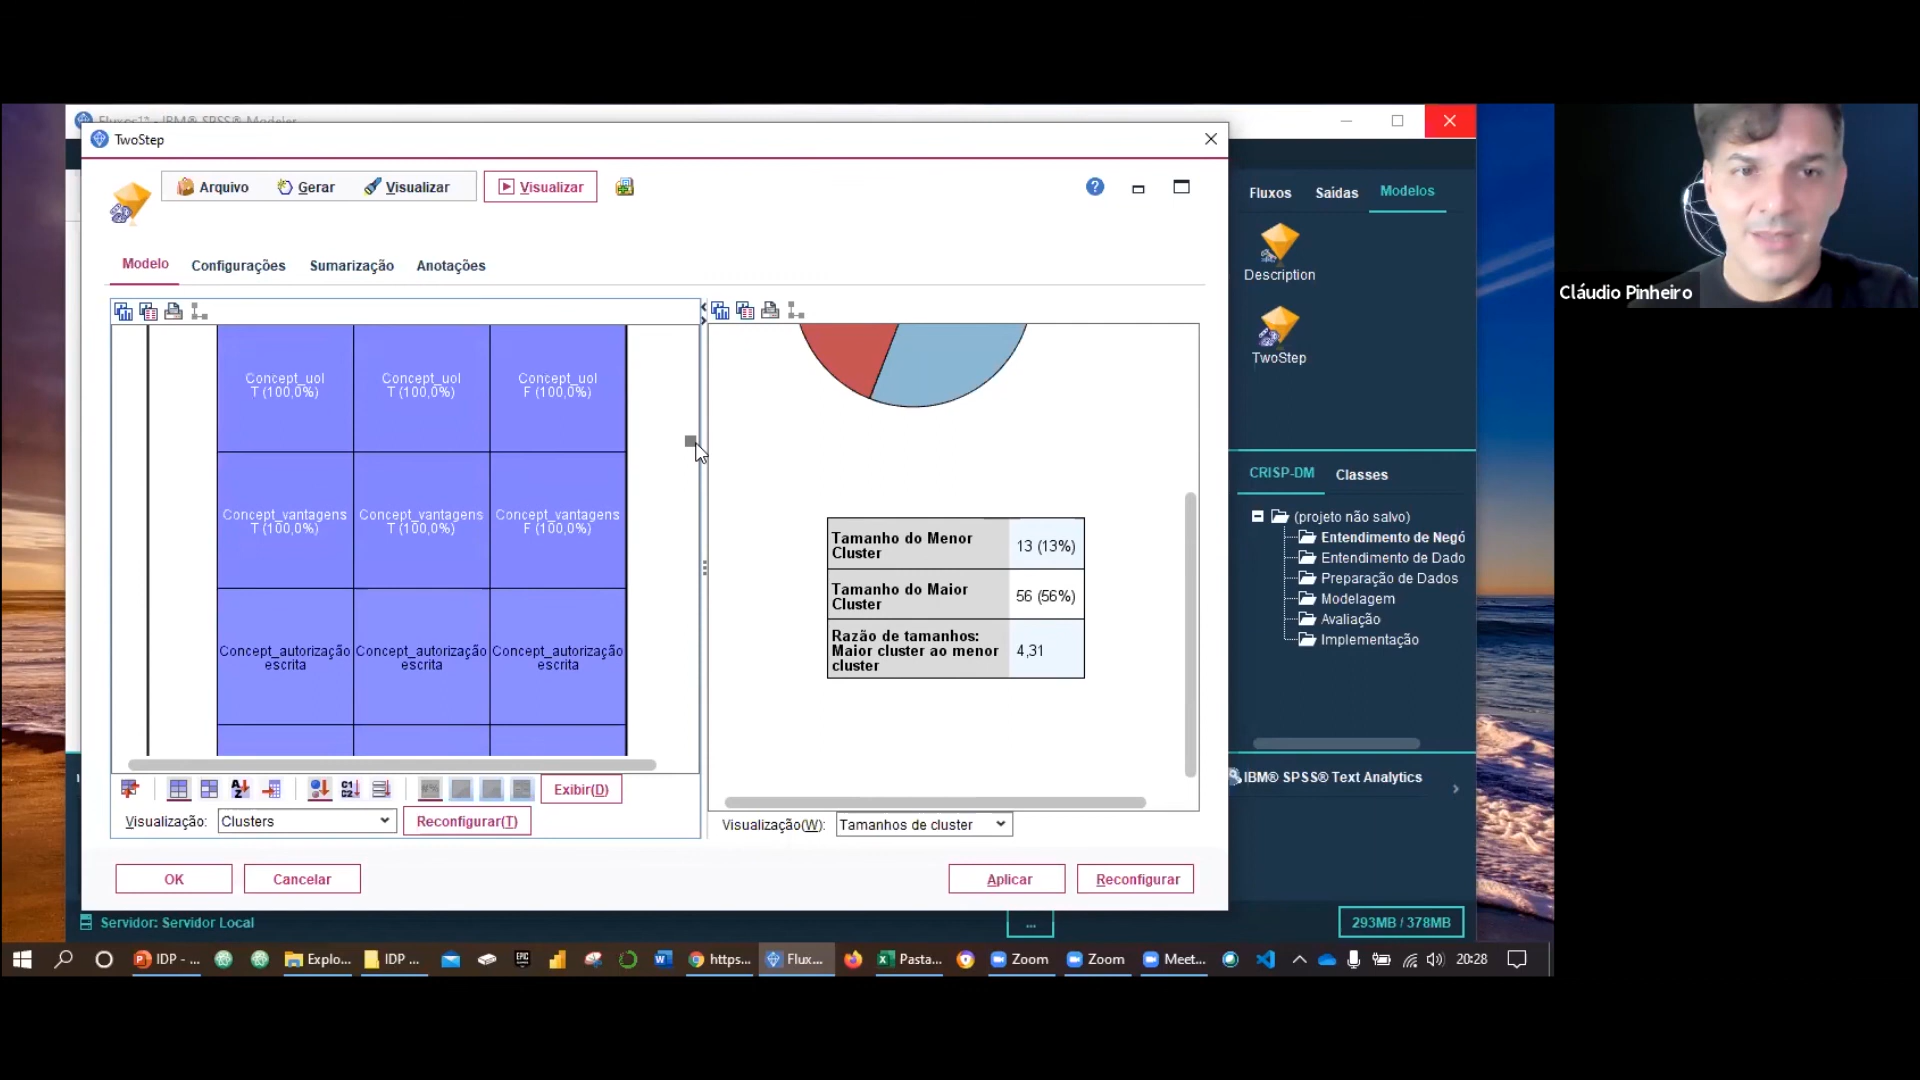 Fluxos1* - IBM® SPSS® Modeler
TwoStep
Arquivo
Gerar
Visualizar
Visualizar
Modelo
Configurações
Sumarização
Anotações
Concept_uol
T (100,0%)
Concept_uol
T (100,0%)
Concept_uol
F (100,0%)
Concept_vantagens
T (100,0%)
Concept_vantagens
T (100,0%)
Concept_vantagens
F (100,0%)
Concept_autorização
escrita
Concept_autorização
escrita
Concept_autorização
escrita
Exibir(D)
Visualização:
Clusters
Reconfigurar(T)
Tamanho do Menor
Cluster
13 (13%)
Tamanho do Maior
Cluster
56 (56%)
Razão de tamanhos:
Maior cluster ao menor
cluster
4,31
Visualização(W):
Tamanhos de cluster
OK
Cancelar
Aplicar
Reconfigurar
Fluxos
Saídas
Modelos
Description
TwoStep
CRISP-DM
Classes
(projeto não salvo)
Entendimento de Negó
Entendimento de Dado
Preparação de Dados
Modelagem
Avaliação
Implementação
IBM® SPSS® Text Analytics
Servidor: Servidor Local
...
293MB / 378MB
IDP - ...
Explo...
IDP ...
EPIC
https...
Flux...
Pasta...
Zoom
Zoom
Meet...
20:28
Cláudio Pinheiro